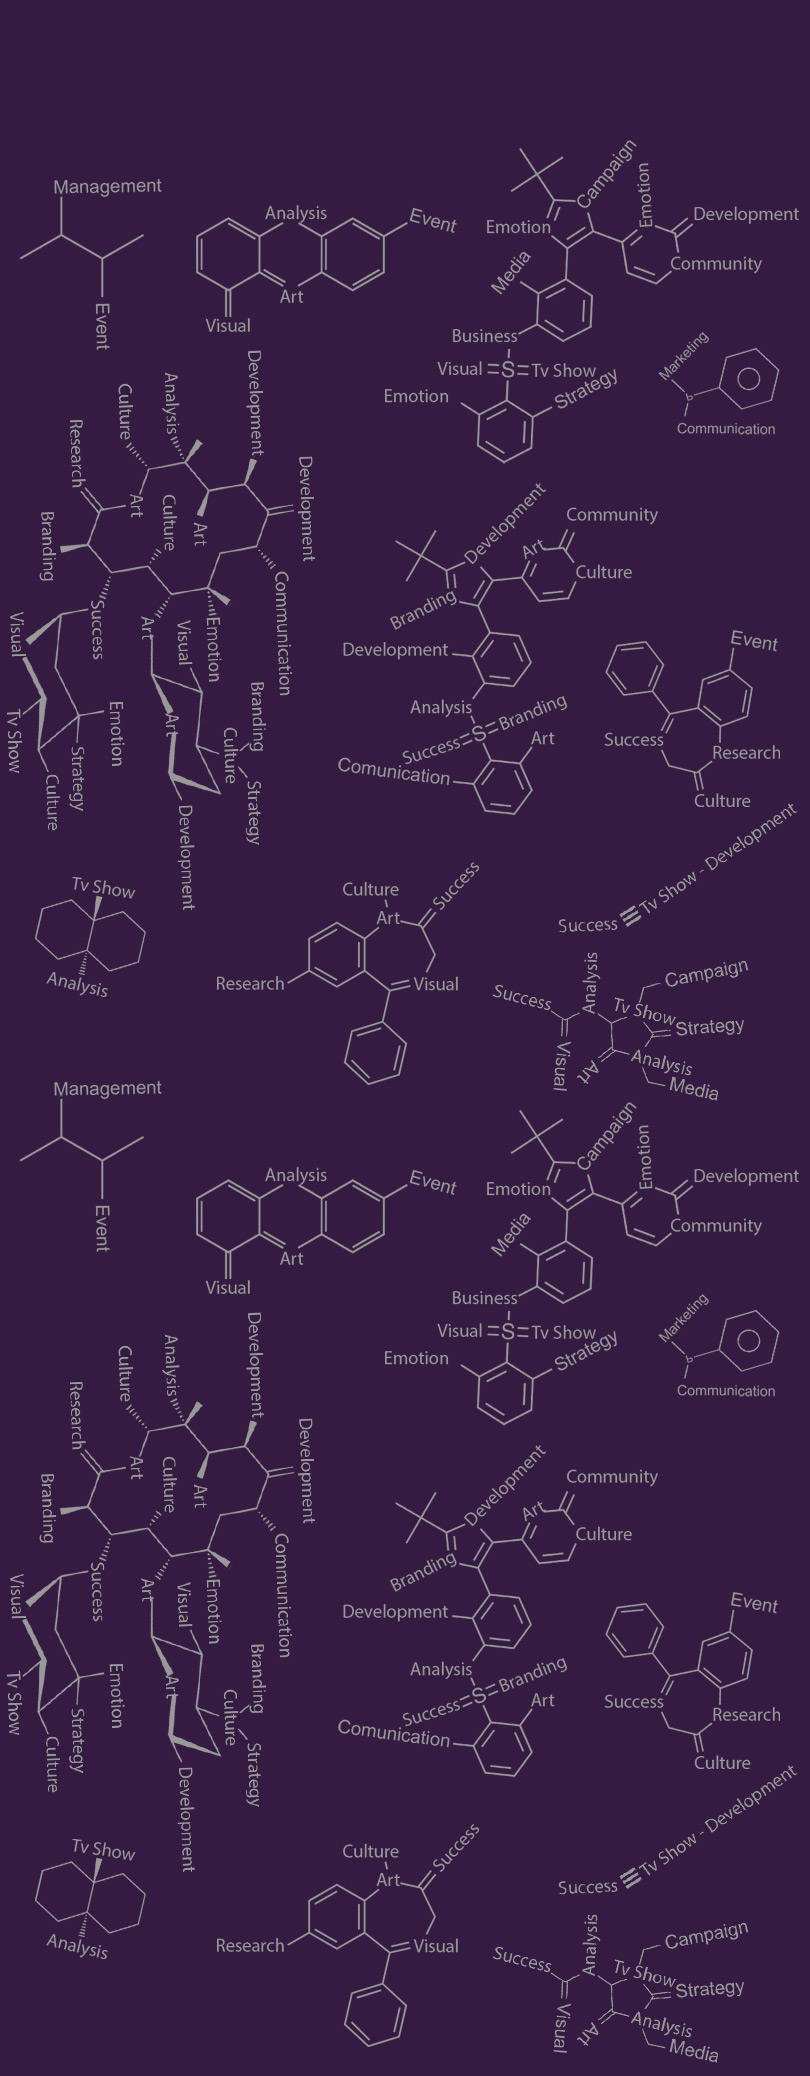 Management
Event
Analysis
Event
Art
Visual
Campaign
Emotion
Emotion
Development
Community
Media
Business
Visual
S
Tv Show
Emotion
Strategy
Marketing
b
Communication
Culture
Analysis
Development
Research
Art
Culture
Art
Development
Branding
Success
Art
Visual
Emotion
Communication
Visual
Tv Show
Emotion
Strategy
Culture
Art
Culture
Branding
Strategy
Development
Development
Art
Community
Culture
Branding
Development
Analysis
Success
S
Branding
Art
Comunication
Event
Success
Research
Culture
Tv Show
Analysis
Culture
Art
Success
Research
Visual
Success
Tv Show - Development
Success
Analysis
Campaign
Tv Show
Strategy
Visual
Art
Analysis
Media
Management
Event
Analysis
Event
Art
Visual
Campaign
Emotion
Emotion
Development
Community
Media
Business
Visual
S
Tv Show
Emotion
Strategy
Marketing
b
Communication
Culture
Analysis
Development
Research
Art
Culture
Art
Development
Branding
Success
Art
Visual
Emotion
Communication
Visual
Tv Show
Emotion
Strategy
Culture
Art
Culture
Branding
Strategy
Development
Development
Art
Community
Culture
Branding
Development
Analysis
Success
S
Branding
Art
Comunication
Event
Success
Research
Culture
Tv Show
Analysis
Culture
Art
Success
Research
Visual
Success
Tv Show - Development
Success
Analysis
Campaign
Tv Show
Strategy
Visual
Art
Analysis
Media